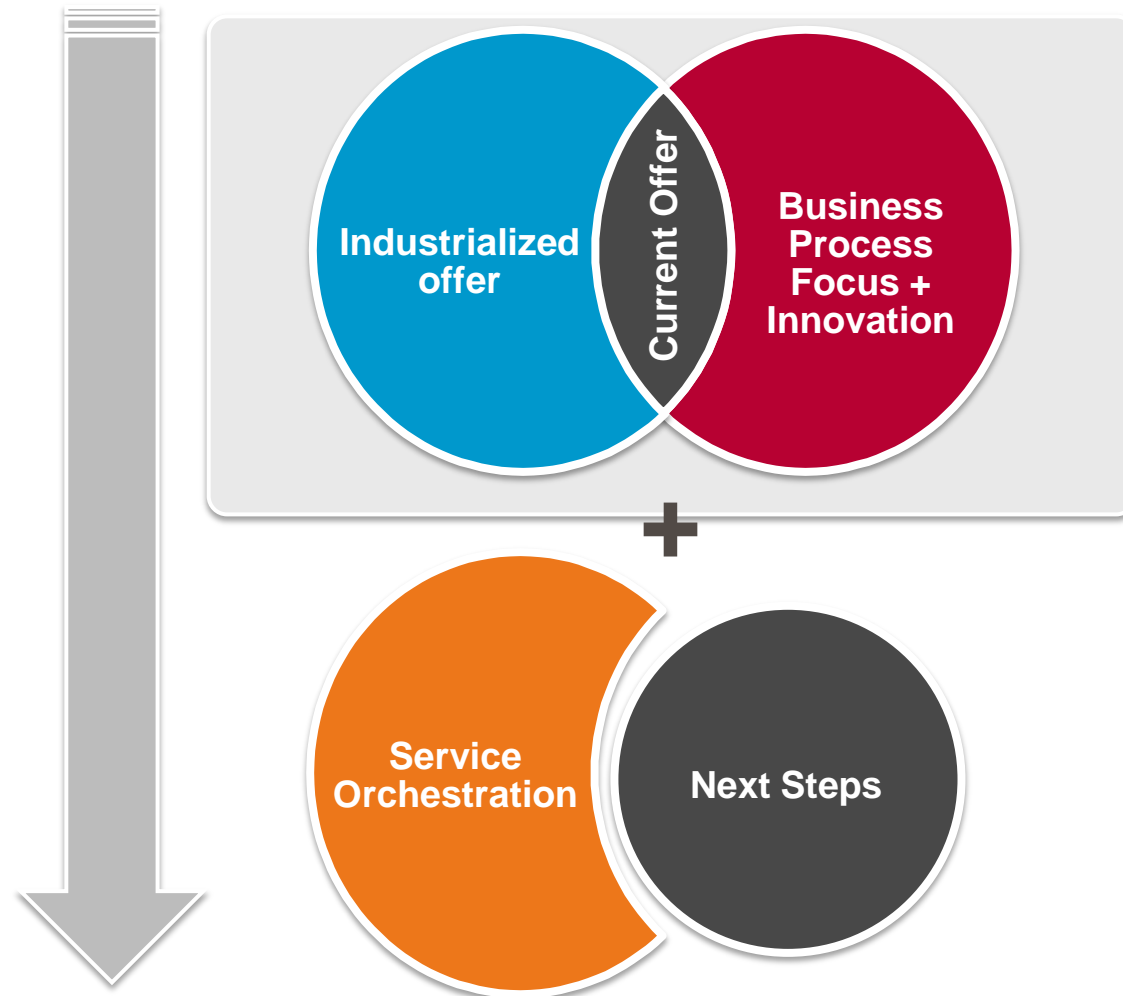 Industrialized
offer
Current Offer
Business
Process
Focus +
Innovation
+
Service
Orchestration
Next Steps